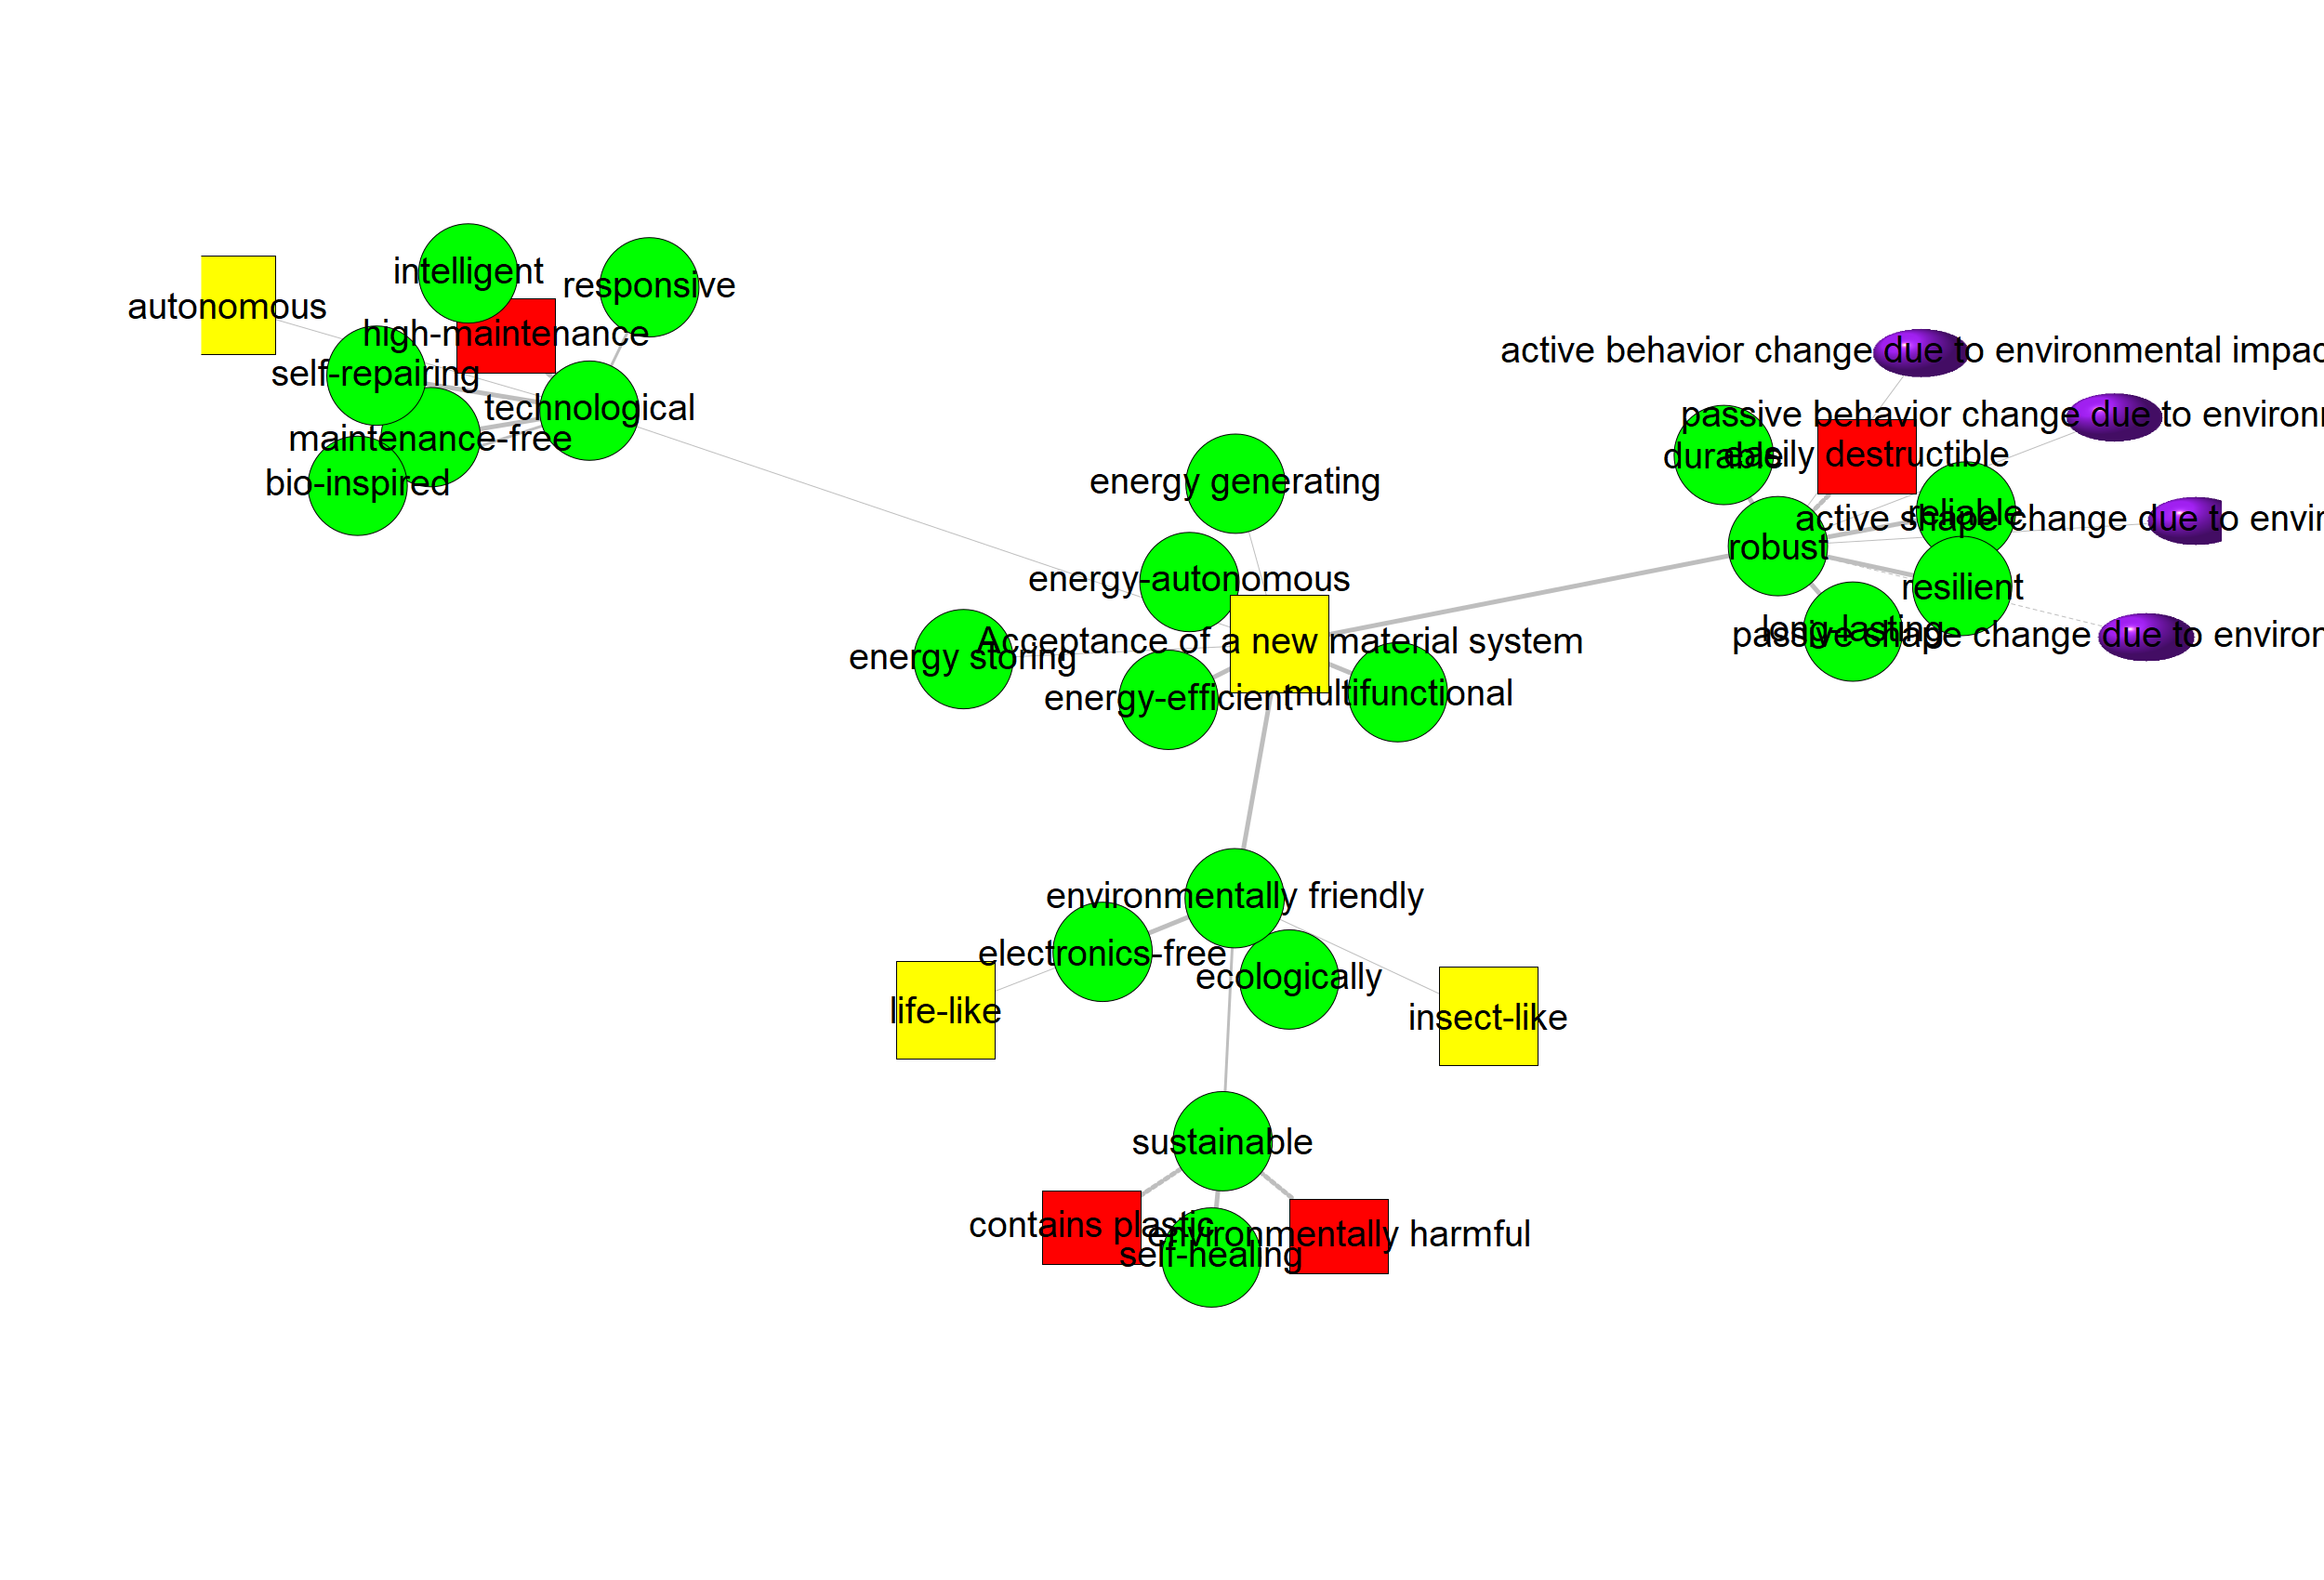 intelligent
responsive
autonomous
high-maintenance
self-repairing
technological
maintenance-free
bio-inspired
active behavior change due to environmental impac
passive behavior change due to environ
durable
easily destructible
energy generating
reliable
active shape change due to envir
robust
energy-autonomous
resilient
long-lasting
passive shape change due to environ
Acceptance of a new material system
energy storing
energy-efficient
multifunctional
environmentally friendly
electronics-free
ecologically
life-like
insect-like
sustainable
contains plastic
environmentally harmful
self-healing